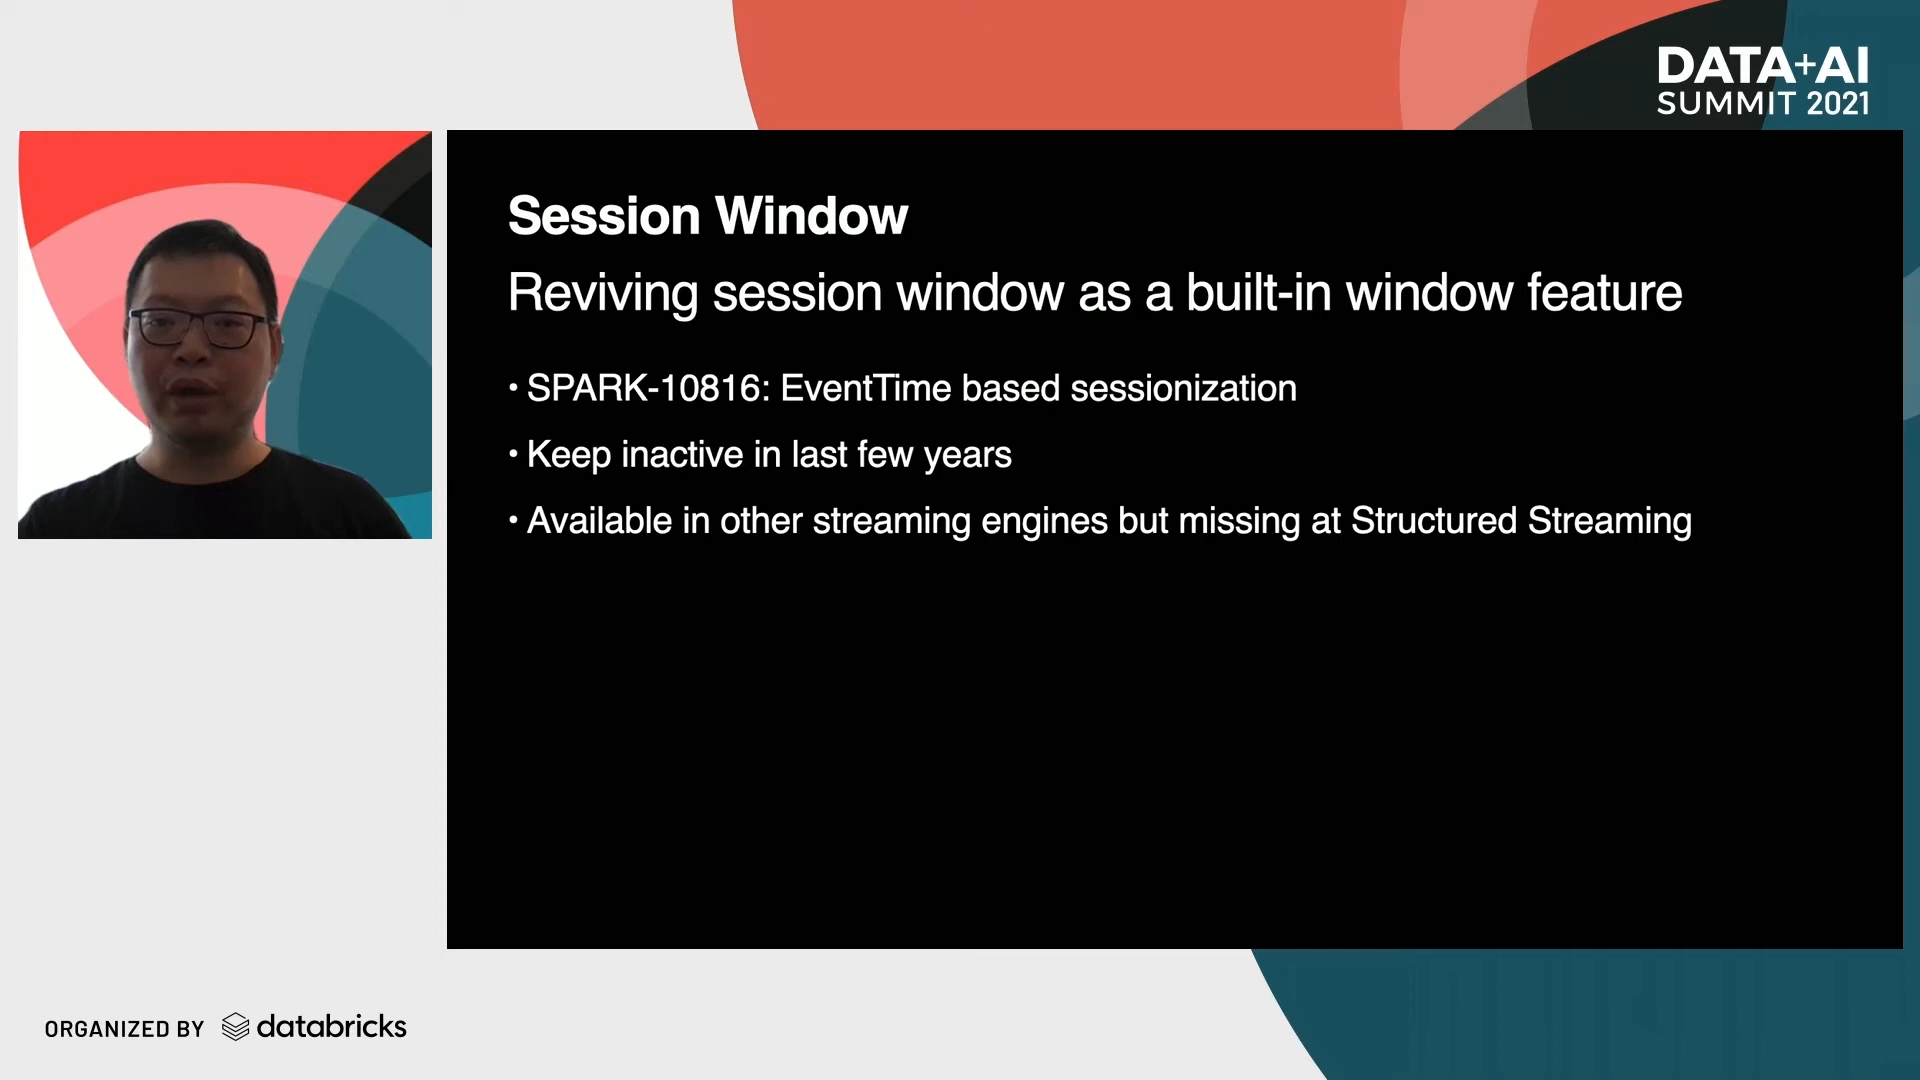 DATA+AI
SUMMIT 2021
Session Window
Reviving session window as a built-in window feature
• SPARK-10816: EventTime based sessionization
• Keep inactive in last few years
• Available in other streaming engines but missing at Structured Streaming
ORGANIZED BY databricks